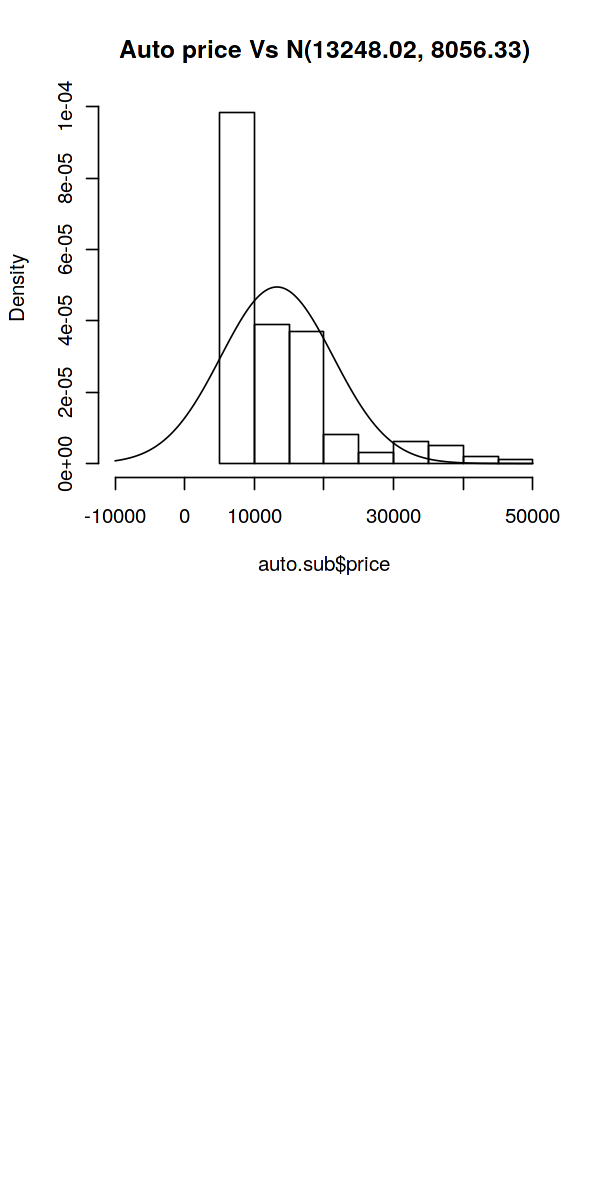 Auto price Vs N(13248.02, 8056.33)
Density
1e-04
8e-05
6e-05
4e-05
2e-05
0e+00
-10000 0 10000 30000 50000
auto.sub$price